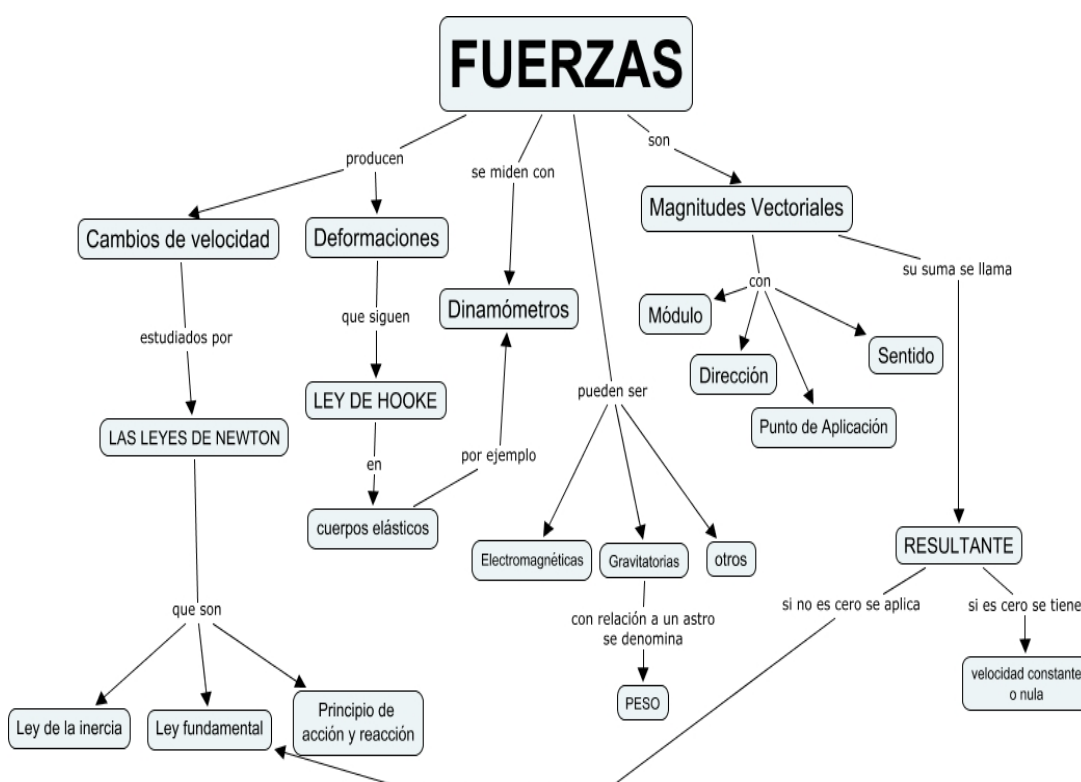 FUERZAS
son
producen
se miden con
Magnitudes Vectoriales
Cambios de velocidad
Deformaciones
su suma se llama
con
Dinamómetros
Módulo
que siguen
estudiados por
Sentido
Dirección
pueden ser
LEY DE HOOKE
Punto de Aplicación
LAS LEYES DE NEWTON
por ejemplo
en
cuerpos elásticos
RESULTANTE
Electromagnéticas
Gravitatorias
otros
que son
con relación a un astro
se denomina
si no es cero se aplica
si es cero se tiene
velocidad constante
o nula
PESO
Principio de
acción y reacción
Ley de la inercia
Ley fundamental